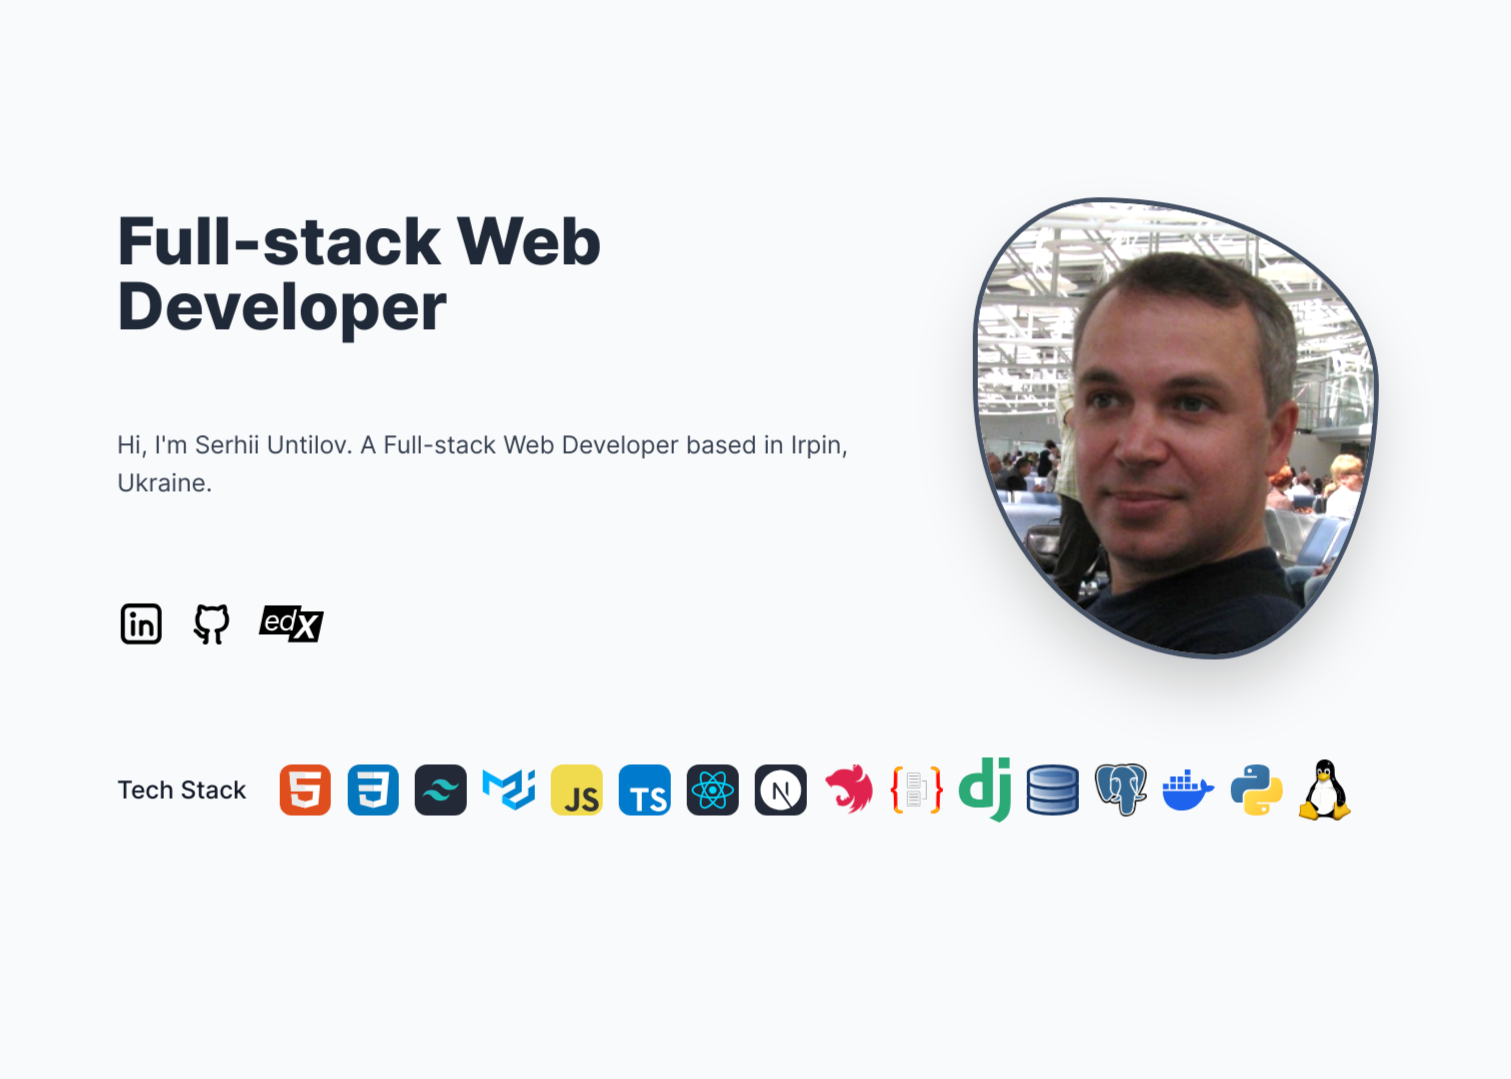 Full-stack Web
Developer
Hi, I'm Serhii Untilov. A Full-stack Web Developer based in Irpin,
Ukraine.
in
edX
Tech Stack
5
3
JS
TS
N
dj